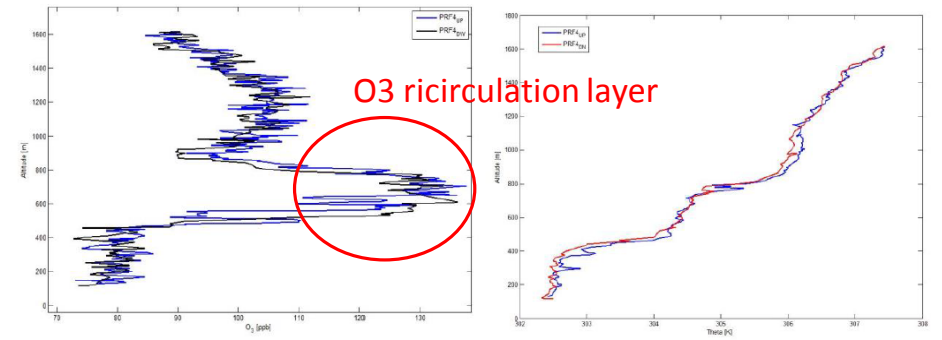 O3 ricirculation layer
PRF4UP
PRF4DW
1600
1400
1200
1000
800
600
400
200
0
Altitude [m]
70 80 90 100 110 120 130
O3 [ppb]
PRF4UP
PRF4DN
1800
1600
1400
1200
1000
800
600
400
200
0
Altitude [m]
302 303 304 305 306 307 308
Theta [K]